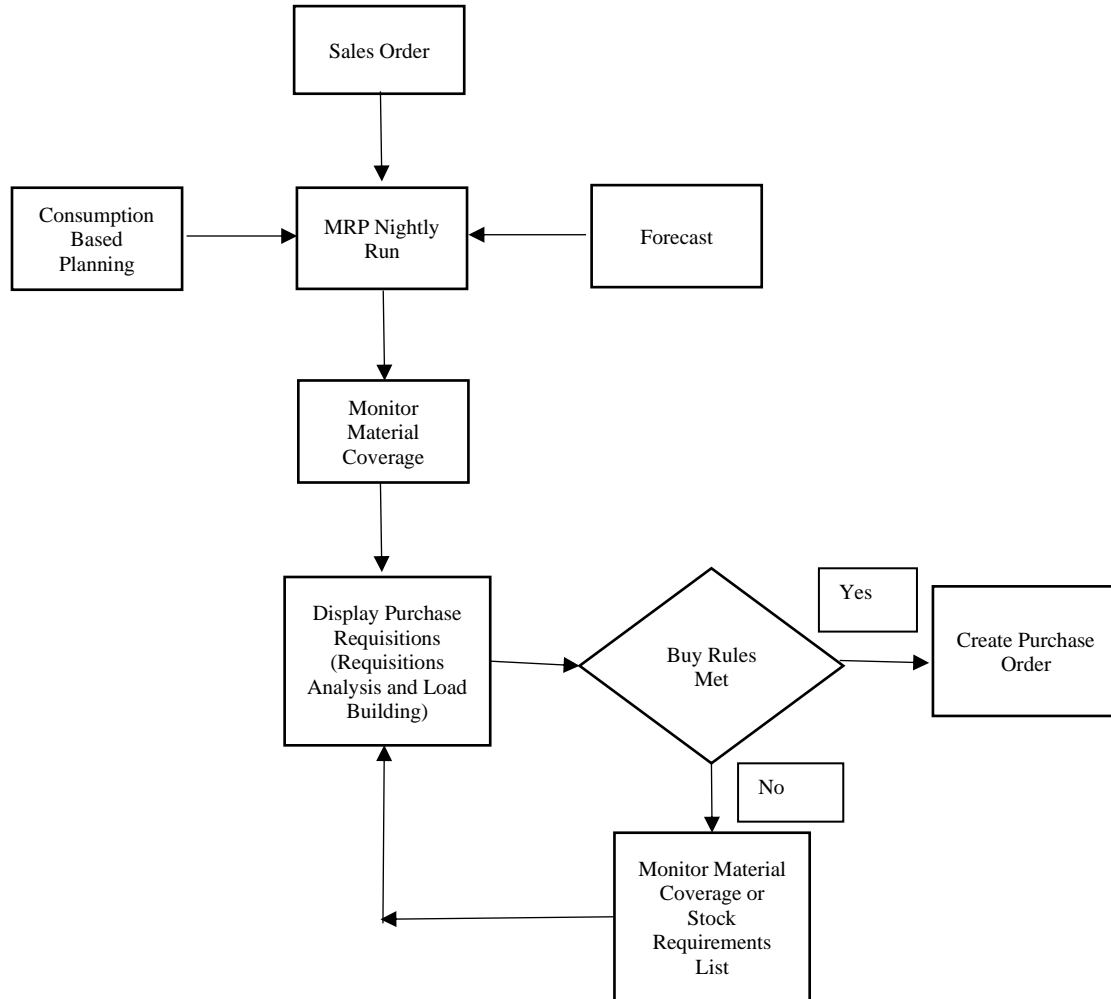 Sales Order
Consumption
Based
Planning
MRP Nightly
Run
Forecast
Monitor
Material
Coverage
Display Purchase
Requisitions
(Requisitions
Analysis and Load
Building)
Buy Rules
Met
Yes
Create Purchase
Order
No
Monitor Material
Coverage or
Stock
Requirements
List